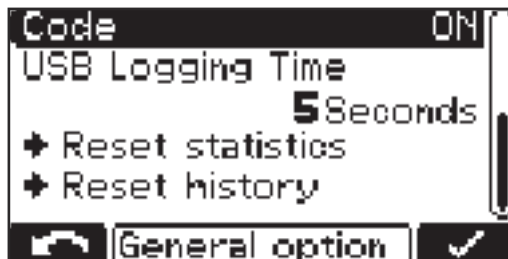 Code ON
USB Logging Time
5 Seconds
Reset statistics
Reset history
General option